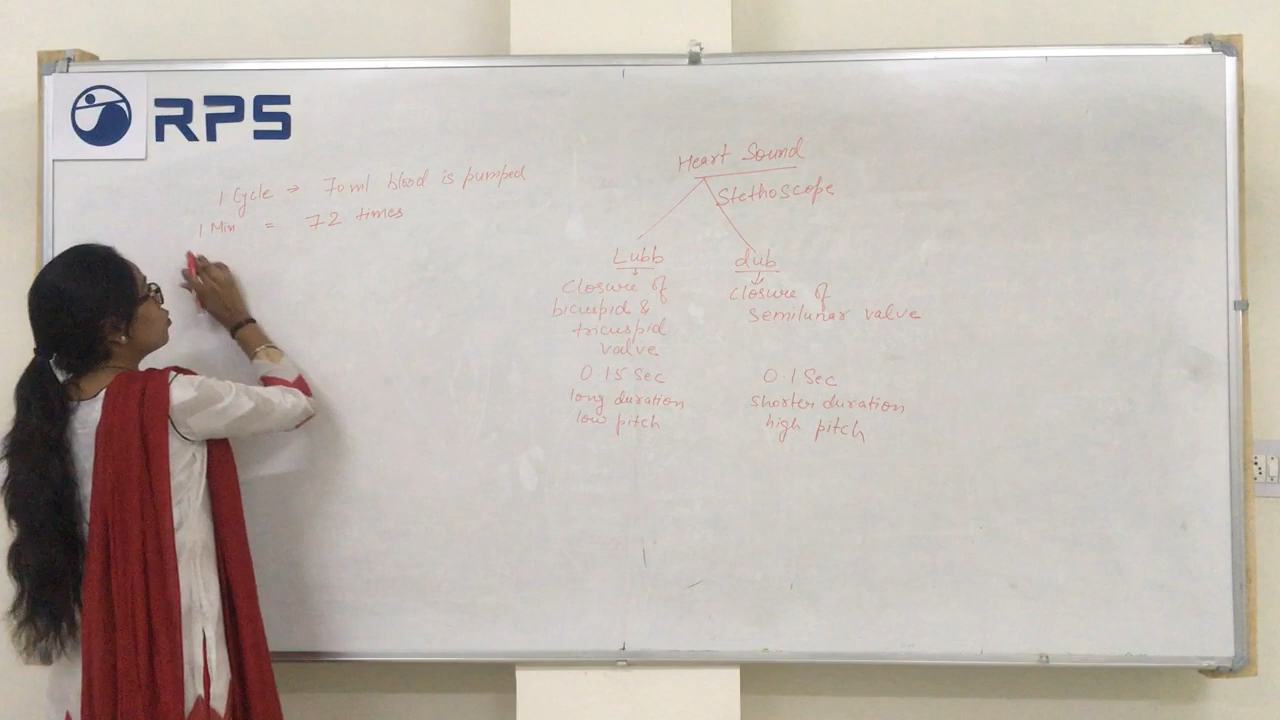 RPS
1 Cycle → 70ml blood is pumped
1 Min = 72 times
Heart Sound
Stethoscope
Lubb
closure of
bicuspid &
tricuspid
valve
0.15 Sec
long duration
low pitch
dub
closure of
semilunar valve
0.1 Sec
shorter duration
high pitch